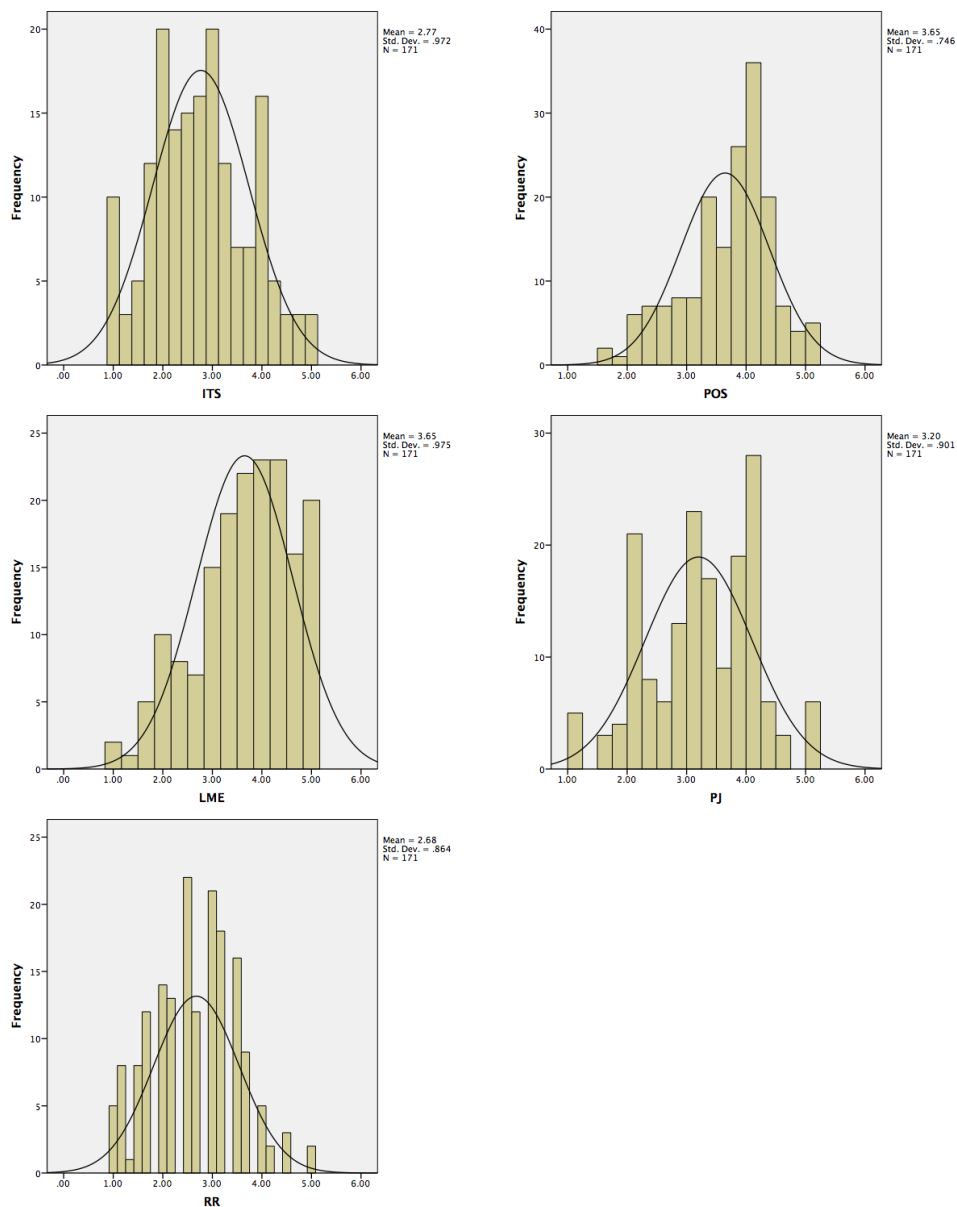 Mean = 2.77
Std. Dev. = .972
N = 171
20
15
10
5
0
Frequency
.00 1.00 2.00 3.00 4.00 5.00 6.00
ITS
Mean = 3.65
Std. Dev. = .746
N = 171
40
30
20
10
0
Frequency
1.00 2.00 3.00 4.00 5.00 6.00
POS
Mean = 3.65
Std. Dev. = .975
N = 171
25
20
15
10
5
0
Frequency
.00 1.00 2.00 3.00 4.00 5.00 6.00
LME
Mean = 3.20
Std. Dev. = .901
N = 171
30
20
10
0
Frequency
1.00 2.00 3.00 4.00 5.00 6.00
PJ
Mean = 2.68
Std. Dev. = .864
N = 171
25
20
15
10
5
0
Frequency
.00 1.00 2.00 3.00 4.00 5.00 6.00
RR